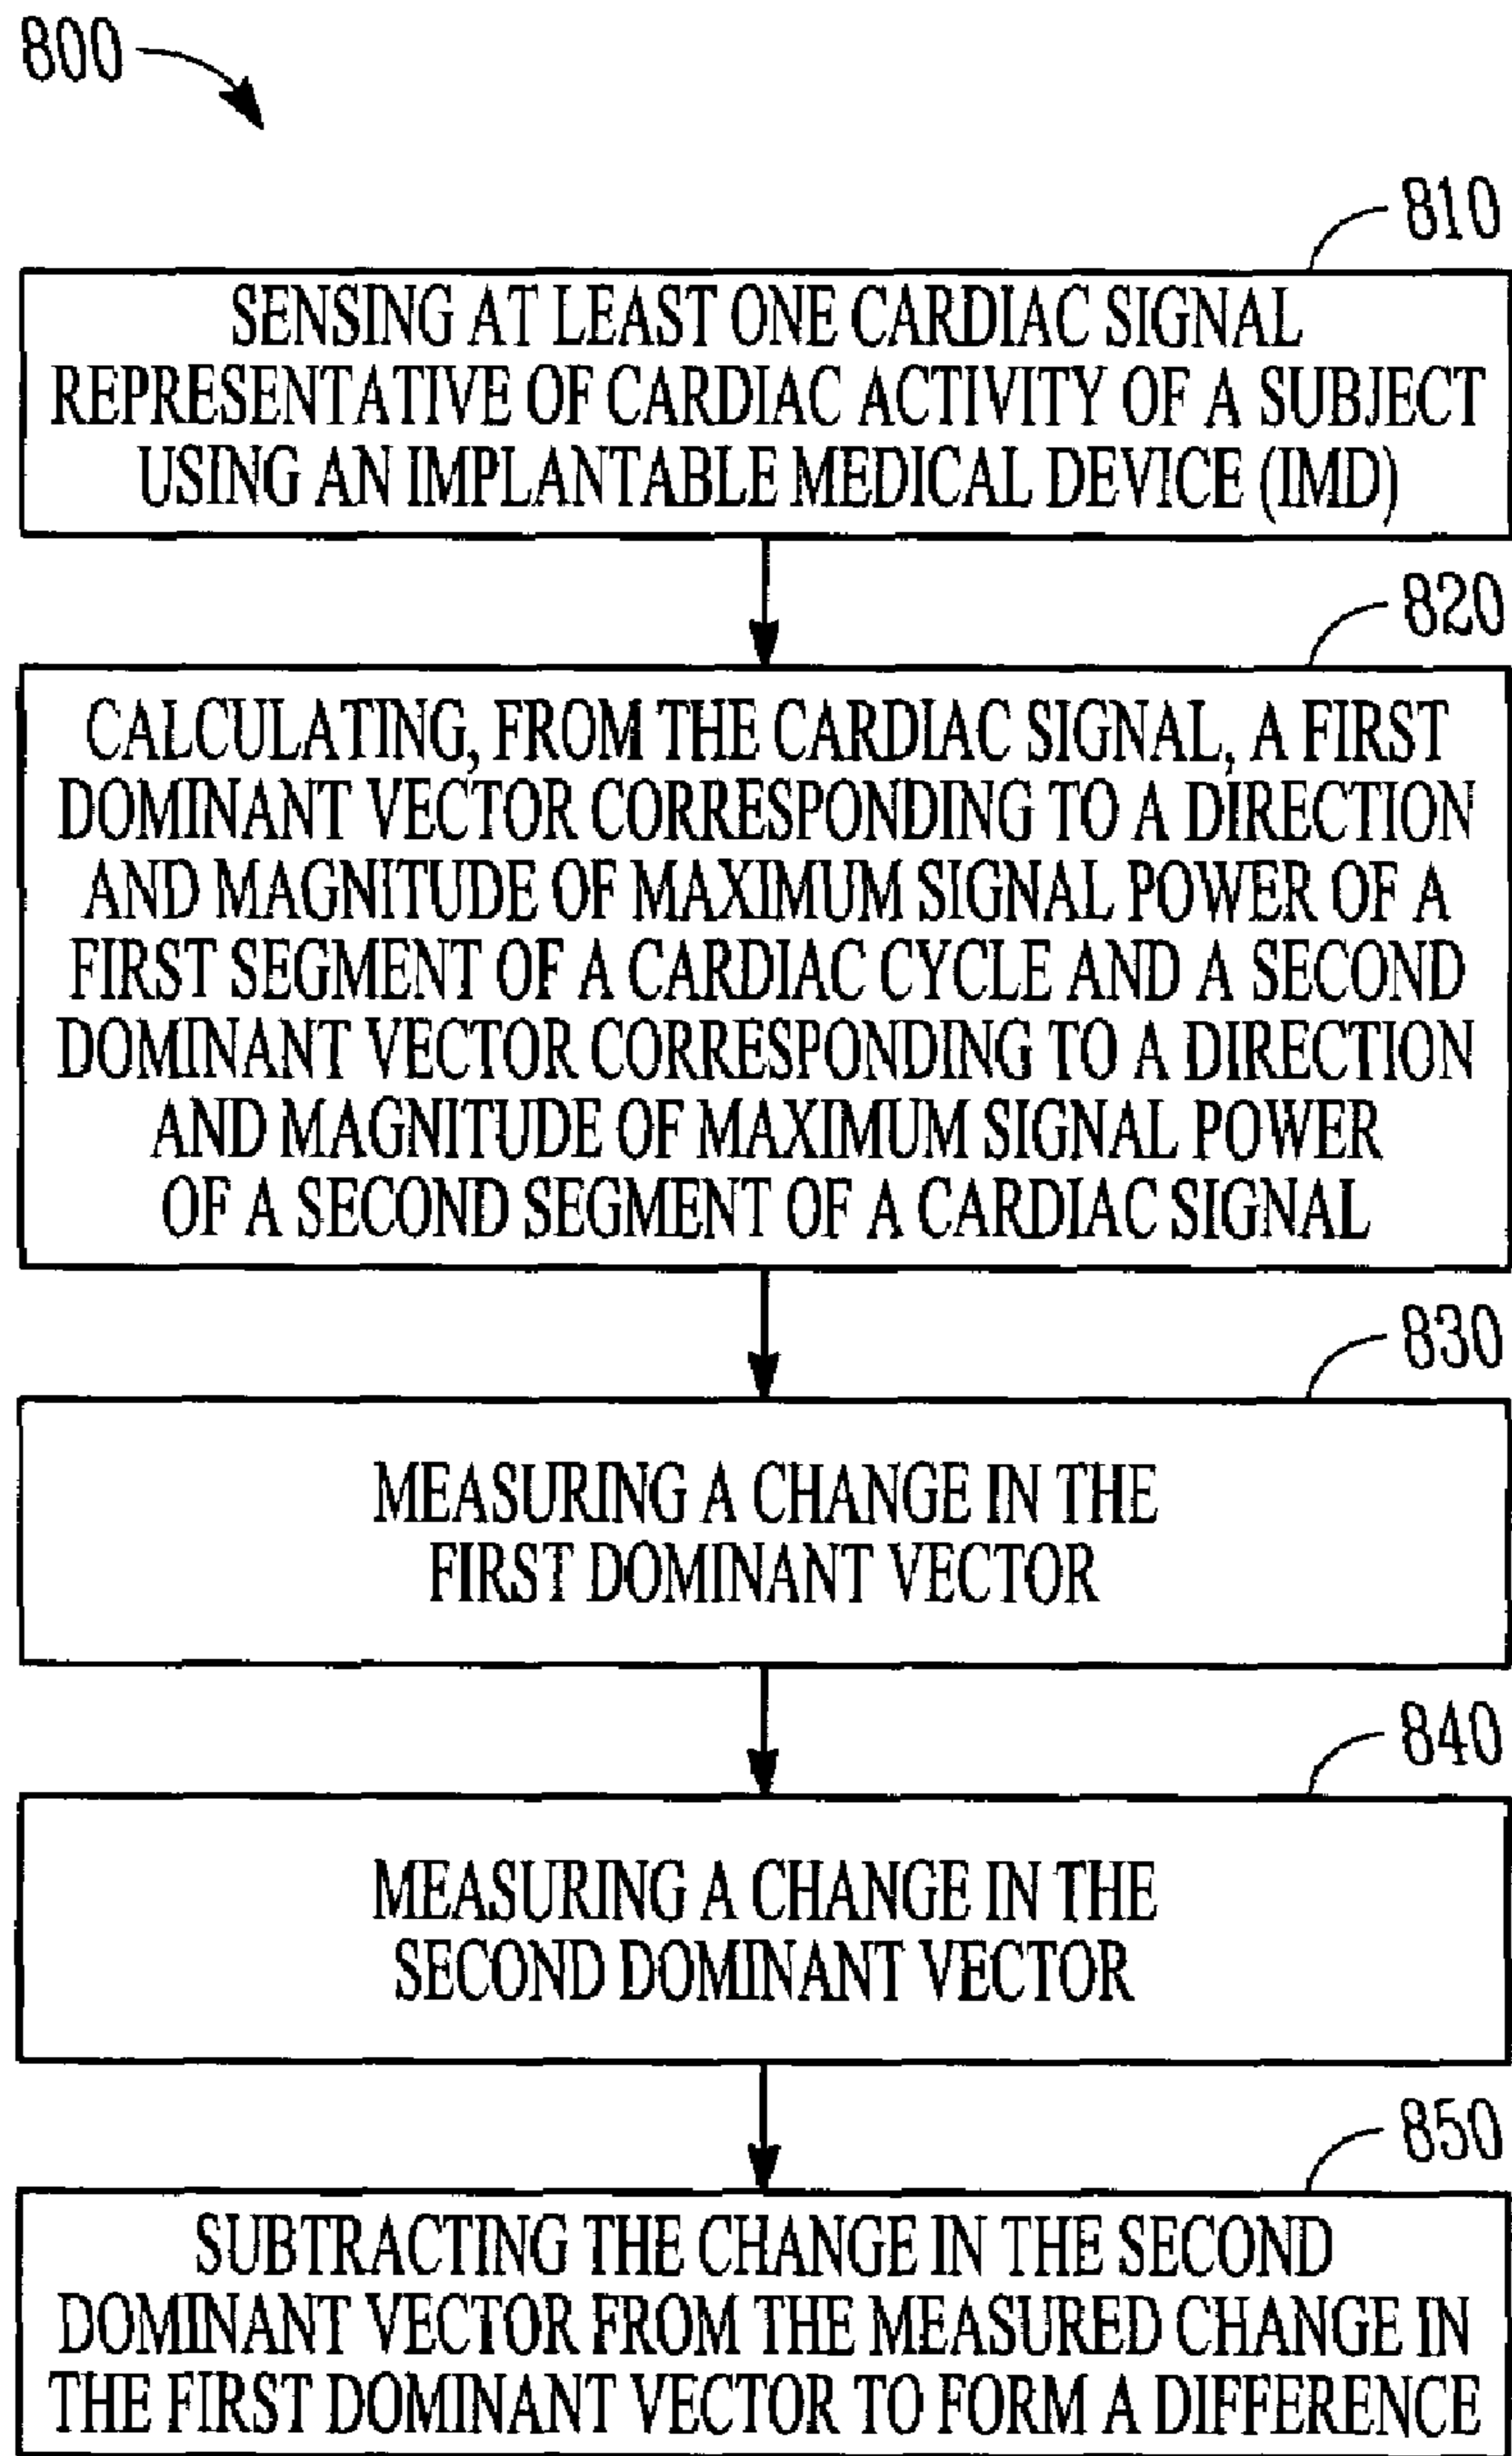 800
810
SENSING AT LEAST ONE CARDIAC SIGNAL
REPRESENTATIVE OF CARDIAC ACTIVITY OF A SUBJECT
USING AN IMPLANTABLE MEDICAL DEVICE (IMD)
820
CALCULATING, FROM THE CARDIAC SIGNAL, A FIRST
DOMINANT VECTOR CORRESPONDING TO A DIRECTION
AND MAGNITUDE OF MAXIMUM SIGNAL POWER OF A
FIRST SEGMENT OF A CARDIAC CYCLE AND A SECOND
DOMINANT VECTOR CORRESPONDING TO A DIRECTION
AND MAGNITUDE OF MAXIMUM SIGNAL POWER
OF A SECOND SEGMENT OF A CARDIAC SIGNAL
830
MEASURING A CHANGE IN THE
FIRST DOMINANT VECTOR
840
MEASURING A CHANGE IN THE
SECOND DOMINANT VECTOR
850
SUBTRACTING THE CHANGE IN THE SECOND
DOMINANT VECTOR FROM THE MEASURED CHANGE IN
THE FIRST DOMINANT VECTOR TO FORM A DIFFERENCE